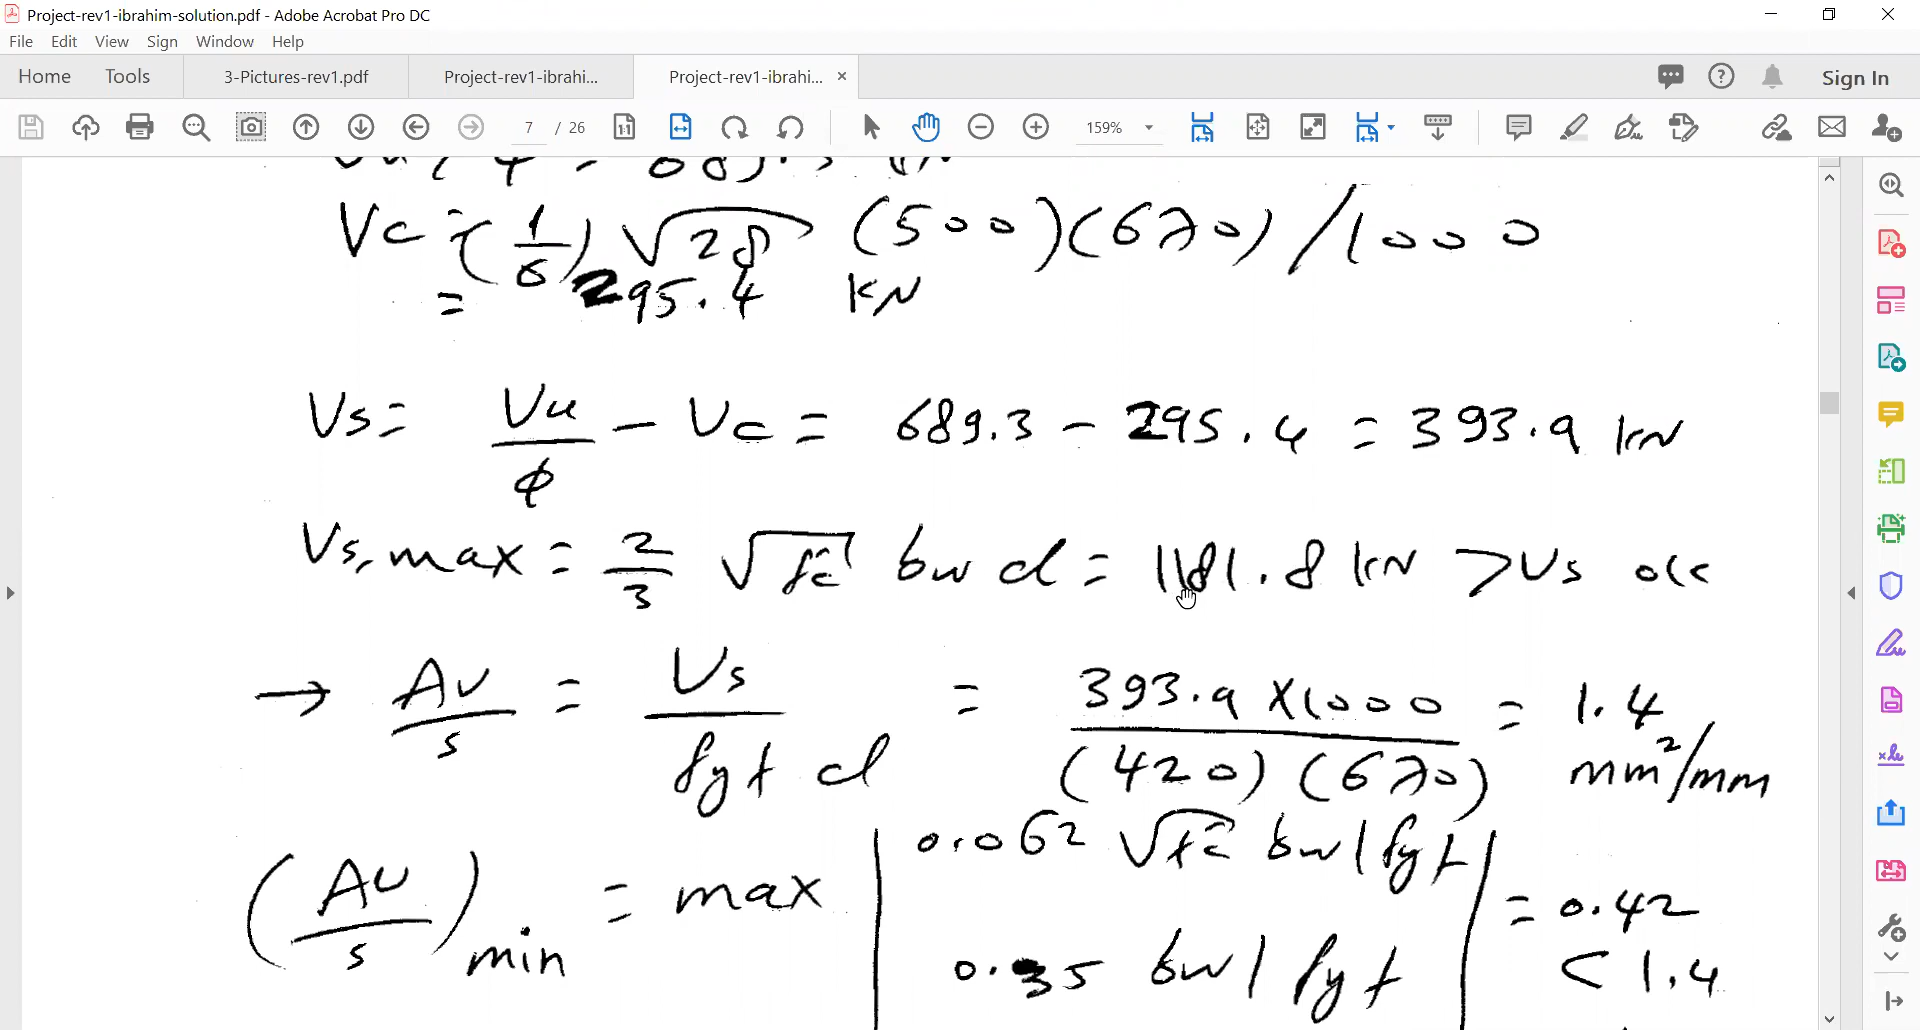 Project-rev1-ibrahim-solution.pdf - Adobe Acrobat Pro DC
File Edit View Sign Window Help
Home Tools 3-Pictures-rev1.pdf Project-rev1-ibrahi... Project-rev1-ibrahi... × Sign In
7 / 26 159%
Vc = (1/6) √28 (500)(670) /1000
= 295.4 kN
Vs = Vu/φ - Vc = 689.3 - 295.4 = 393.9 kN
Vs,max = 2/3 √fc' bw d = 1181.8 kN > Vs ok
→ Av/s = Vs/fyt d = 393.9 x1000/(420)(670) = 1.4 mm²/mm
(Av/s)min = max | 0.062 √fc' bw/fyt
0.35 bw/fyt | = 0.42
< 1.4